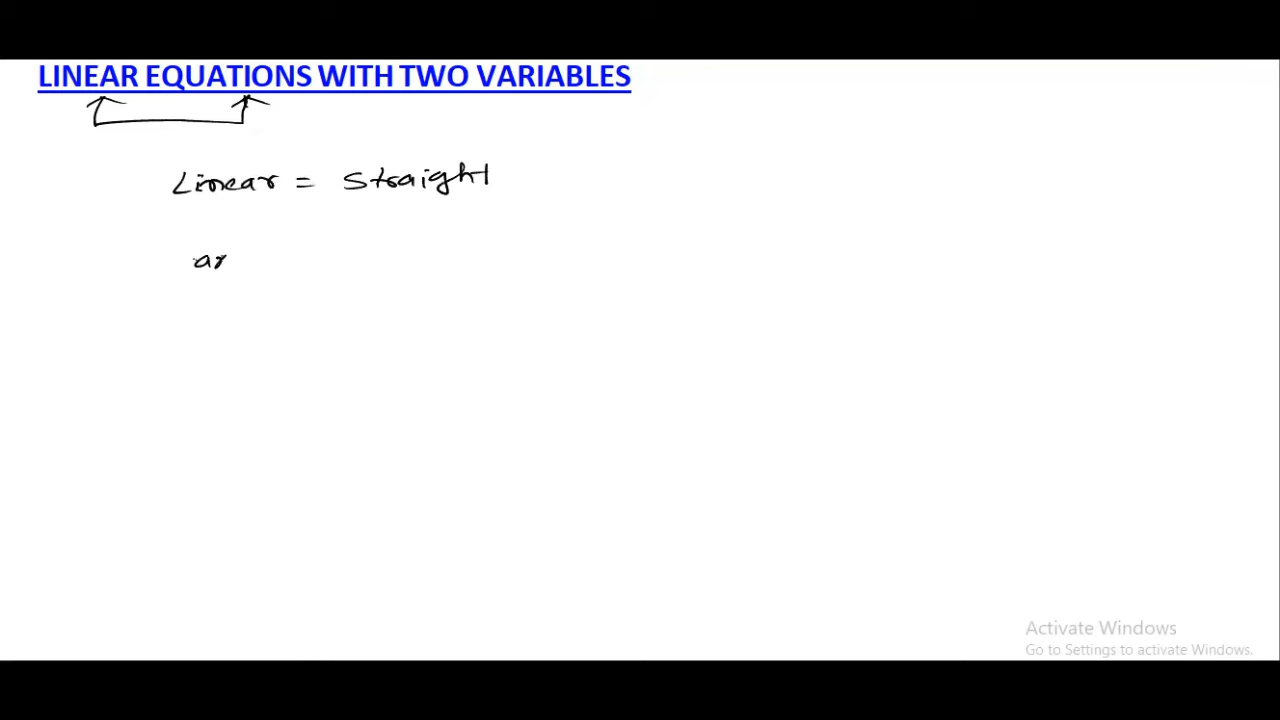 LINEAR EQUATIONS WITH TWO VARIABLES
Linear = Straight
ax
Activate Windows
Go to Settings to activate Windows.